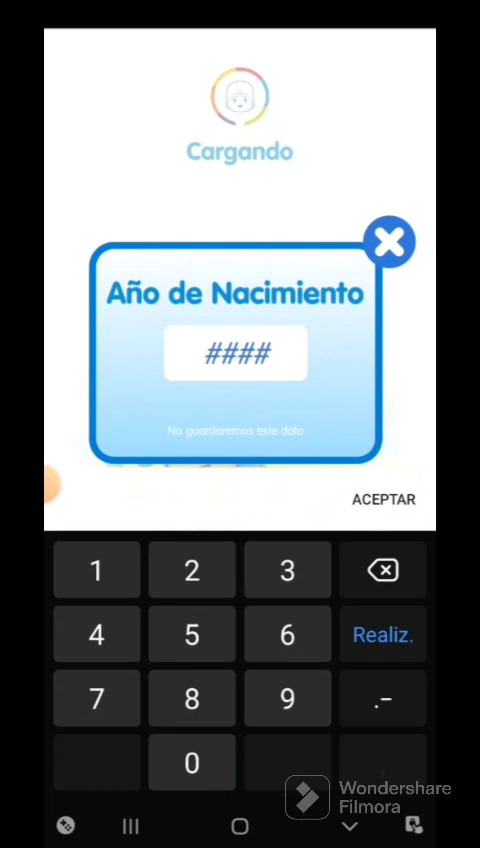 Cargando
Año de Nacimiento
####
No guardaremos este dato
ACEPTAR
1 2 3
4 5 6 Realiz.
7 8 9 .-
0
Wondershare
Filmora